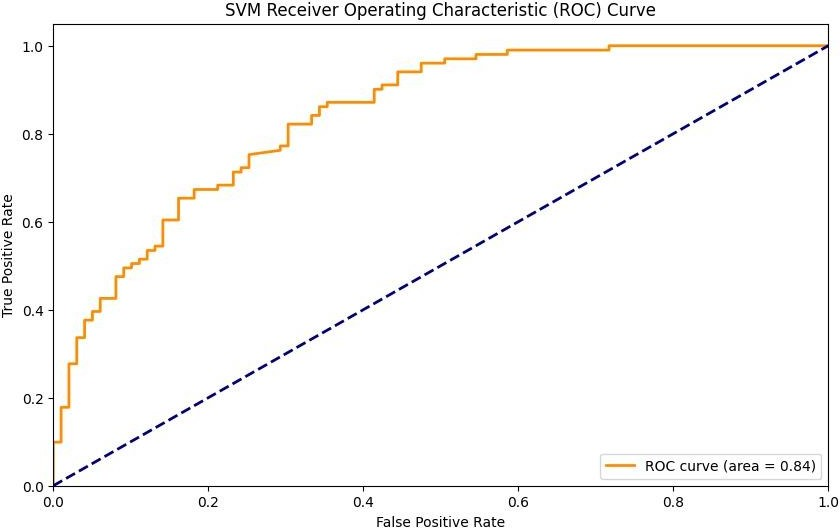 SVM Receiver Operating Characteristic (ROC) Curve
True Positive Rate
1.0
0.8
0.6
0.4
0.2
0.0
ROC curve (area = 0.84)
0.0 0.2 0.4 0.6 0.8 1.0
False Positive Rate